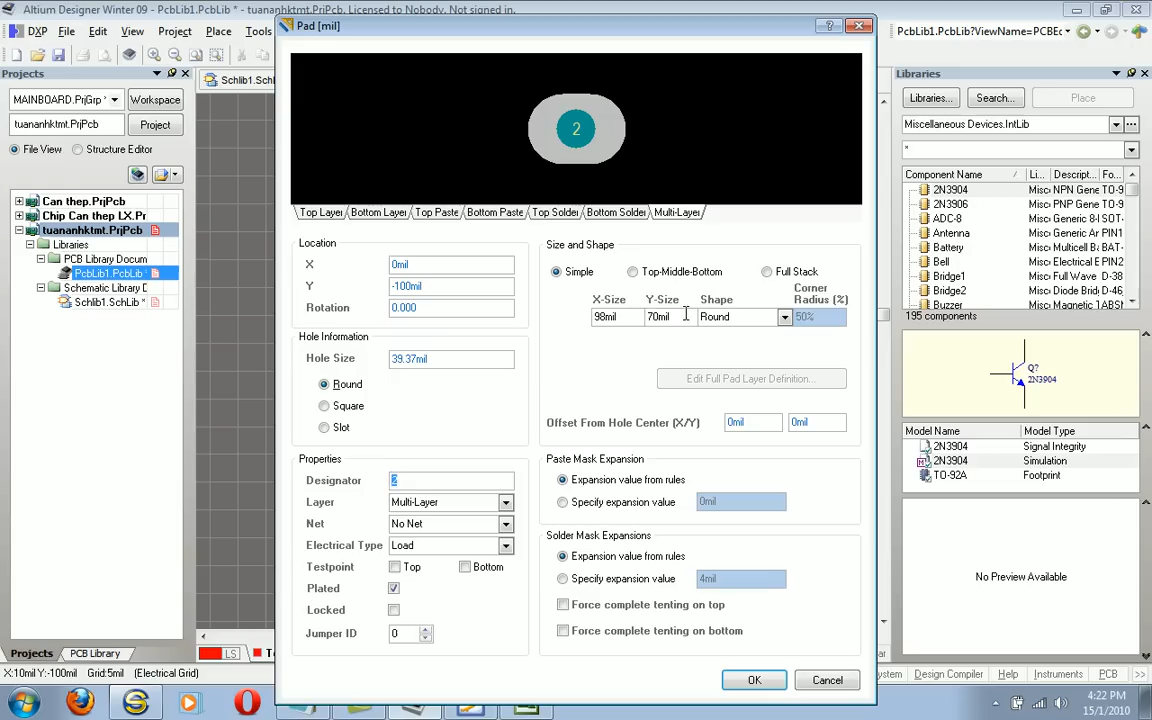 Altium Designer Winter 09 - PcbLib1.PcbLib * - tuananhktmt.PrjPcb. Licensed to Nobody. Not signed in.
DXP File Edit View Project Place Tools
PcbLib1.PcbLib?ViewName=PCBEc
Pad [mil]
Projects
Schlib1.Schl
MAINBOARD.PrjGrp * Workspace
tuananhktmt.PrjPcb Project
File View Structure Editor
Can thep.PrjPcb
Chip Can thep LX.Pr
tuananhktmt.PrjPcb
Libraries
PCB Library Docum
PcbLib1.PcbLib *
Schematic Library D
Schlib1.SchLib *
Projects PCB Library
LS
X:10mil Y:-100mil Grid:5mil (Electrical Grid)
2
Top Layer Bottom Layer Top Paste Bottom Paste Top Solder Bottom Solder Multi-Layer
Location
X 0mil
Y -100mil
Rotation 0.000
Hole Information
Hole Size 39.37mil
Round
Square
Slot
Properties
Designator 2
Layer Multi-Layer
Net No Net
Electrical Type Load
Testpoint Top Bottom
Plated
Locked
Jumper ID 0
Size and Shape
Simple Top-Middle-Bottom Full Stack
X-Size Y-Size Shape Corner Radius (%)
98mil 70mil Round 50%
Edit Full Pad Layer Definition...
Offset From Hole Center (X/Y) 0mil 0mil
Paste Mask Expansion
Expansion value from rules
Specify expansion value 0mil
Solder Mask Expansions
Expansion value from rules
Specify expansion value 4mil
Force complete tenting on top
Force complete tenting on bottom
OK Cancel
Libraries
Libraries... Search... Place
Miscellaneous Devices.IntLib
*
Component Name / Li... Descript... Fo...
2N3904 Misc NPN Gene TO-9
2N3906 Misc PNP Gene TO-9
ADC-8 Misc Generic 8-I SOT-
Antenna Misc Generic An PIN1
Battery Misc Multicell B BAT-
Bell Misc Electrical B PIN2
Bridge1 Misc Full Wave D-38
Bridge2 Misc Diode Brid D-46
Buzzer Misc Magnetic T ABSM
195 components
Q?
2N3904
Model Name Model Type
2N3904 Signal Integrity
2N3904 Simulation
TO-92A Footprint
No Preview Available
System Design Compiler Help Instruments PCB >>
4:22 PM
15/1/2010